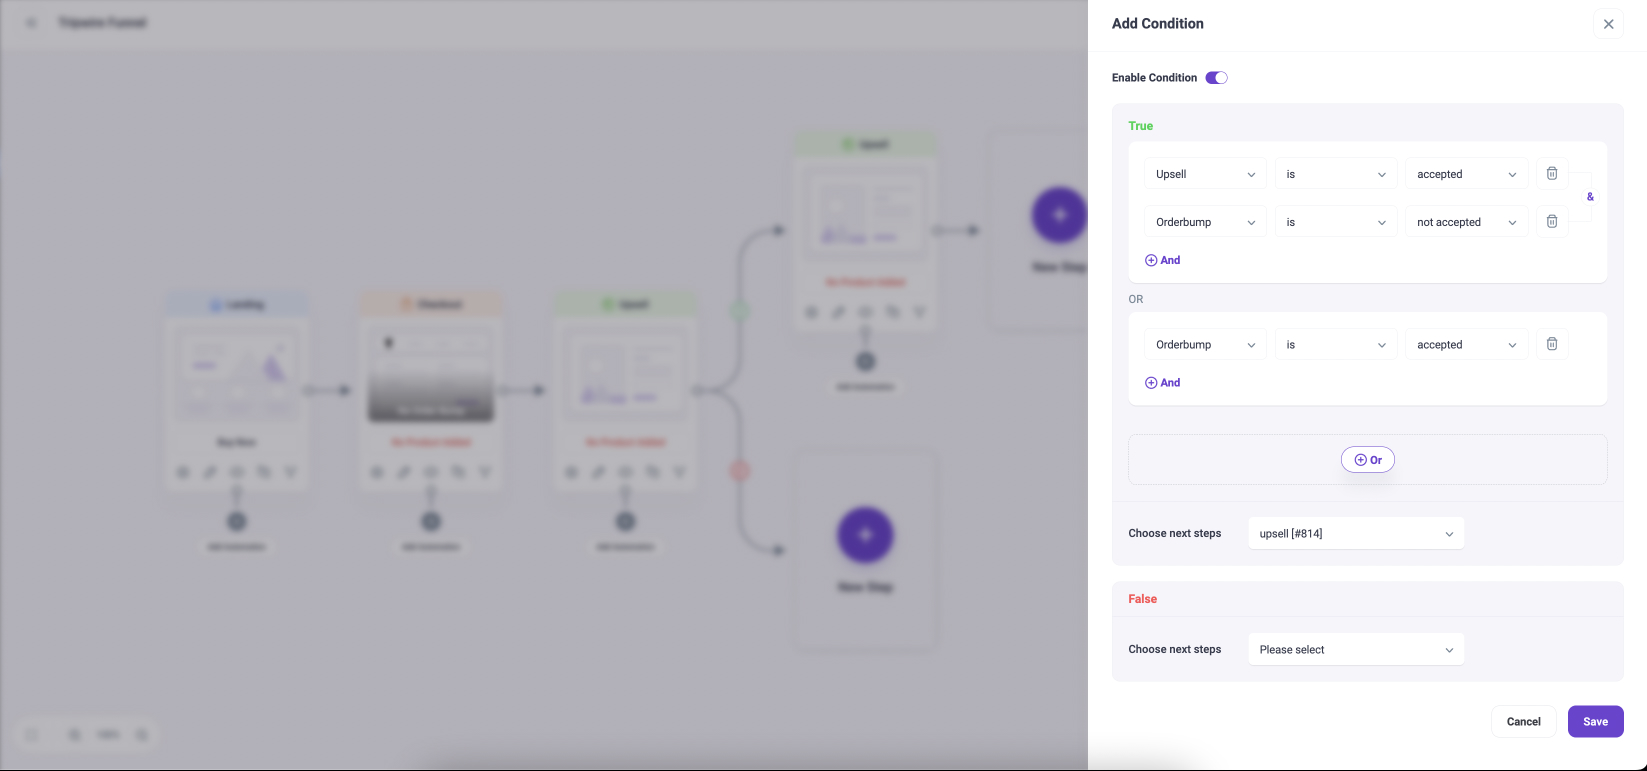 Tripwire Funnel
Add Condition
Enable Condition
True
Upsell is accepted
&
Orderbump is not accepted
And
OR
Orderbump is accepted
And
Or
Choose next steps upsell [#814]
False
Choose next steps Please select
Cancel Save
Upsell
No Product Added
New Step
Add Automation
Landing Checkout Upsell
Buy Now No Product Added No Product Added
Add Automation Add Automation Add Automation
New Step